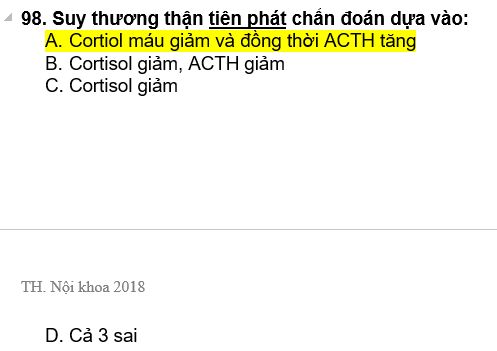 98. Suy thương thận tiên phát chẩn đoán dựa vào:
A. Cortiol máu giảm và đồng thời ACTH tăng
B. Cortisol giảm, ACTH giảm
C. Cortisol giảm
TH. Nội khoa 2018
D. Cả 3 sai